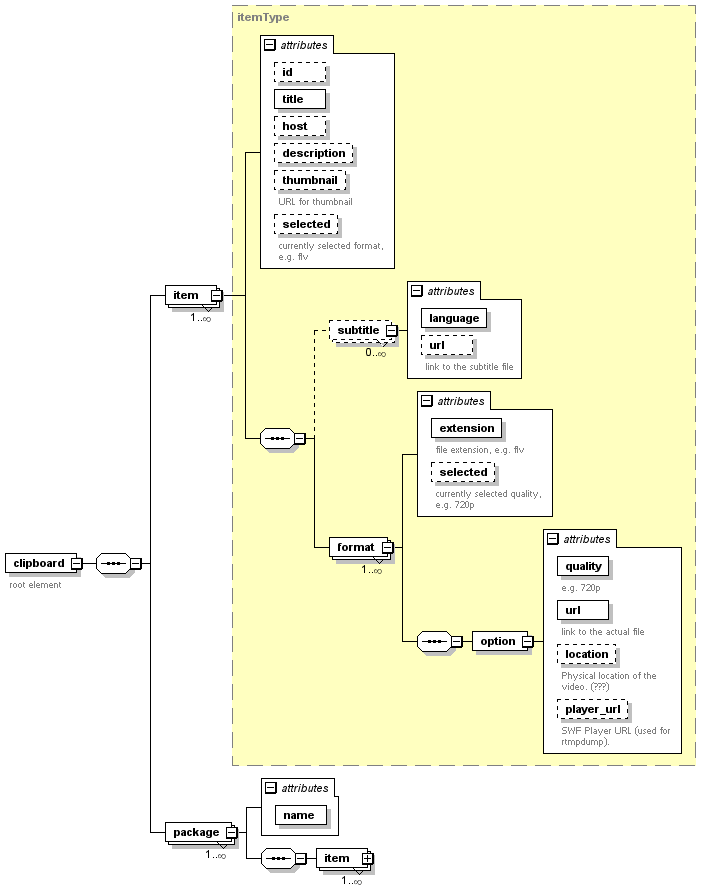 itemType
attributes
id
title
host
description
thumbnail
URL for thumbnail
selected
currently selected format,
e.g. flv
item
1..∞
attributes
language
subtitle
url
0..∞
link to the subtitle file
attributes
extension
file extension, e.g. flv
selected
currently selected quality,
e.g. 720p
format
1..∞
attributes
clipboard
root element
quality
e.g. 720p
url
link to the actual file
option
location
Physical location of the
video. (???)
player_url
SWF Player URL (used for
rtmpdump).
attributes
name
package
1..∞
item
1..∞